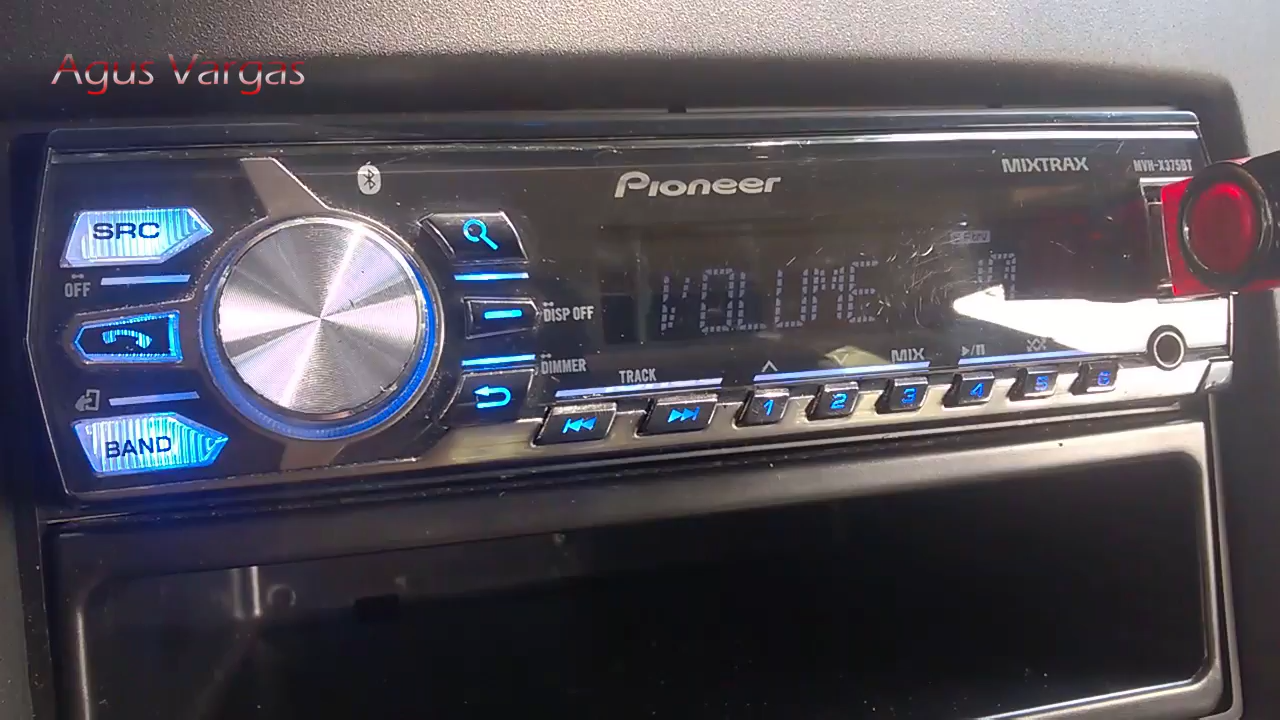 Agus Vargas
MIXTRAX
MVH-X375BT
Pioneer
SRC
OFF
VOLUME
DISP OFF
DIMMER
TRACK
MIX
BAND
1
2
3
4
5
6